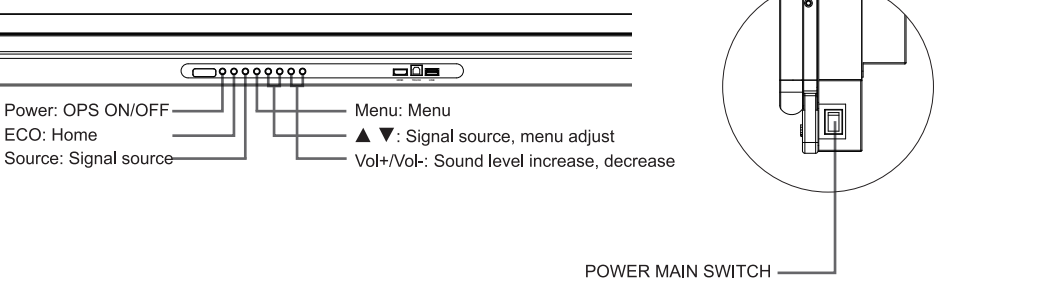 Power: OPS ON/OFF
ECO: Home
Source: Signal source
Menu: Menu
▲ ▼: Signal source, menu adjust
Vol+/Vol-: Sound level increase, decrease
POWER MAIN SWITCH